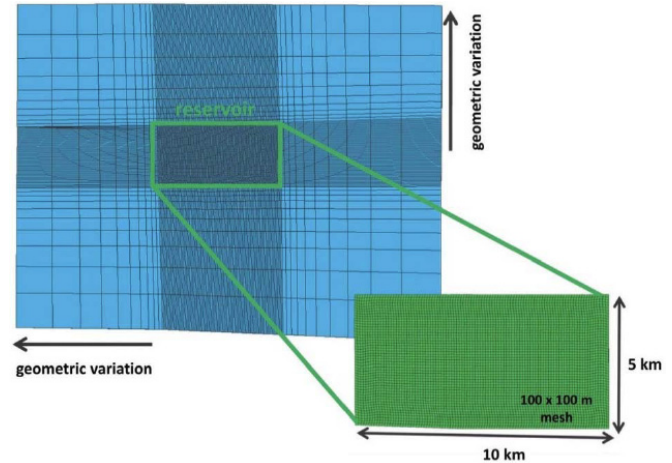 geometric variation
reservoir
geometric variation
5 km
100 x 100 m
mesh
10 km